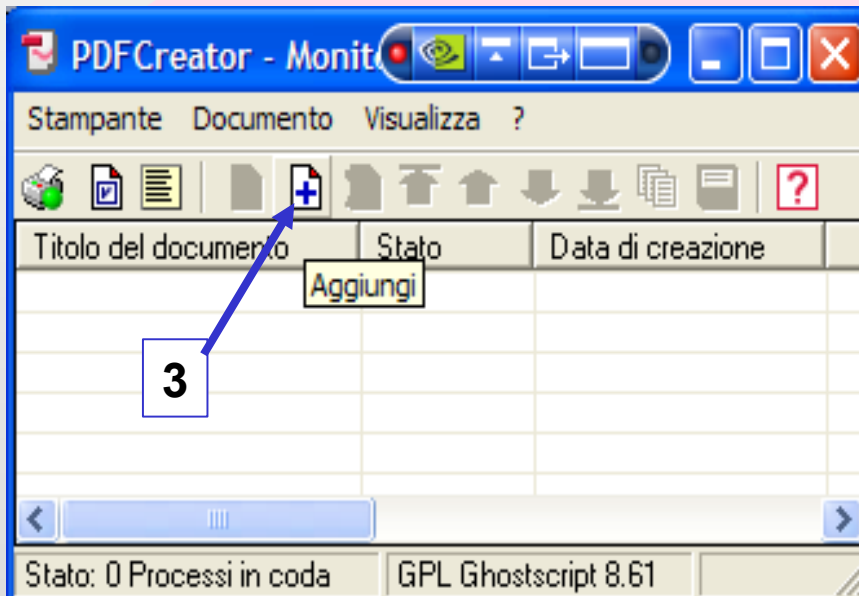 PDFCreator - Monit
Stampante Documento Visualizza ?
Titolo del documento Stato Data di creazione
Aggiungi
3
Stato: 0 Processi in coda GPL Ghostscript 8.61